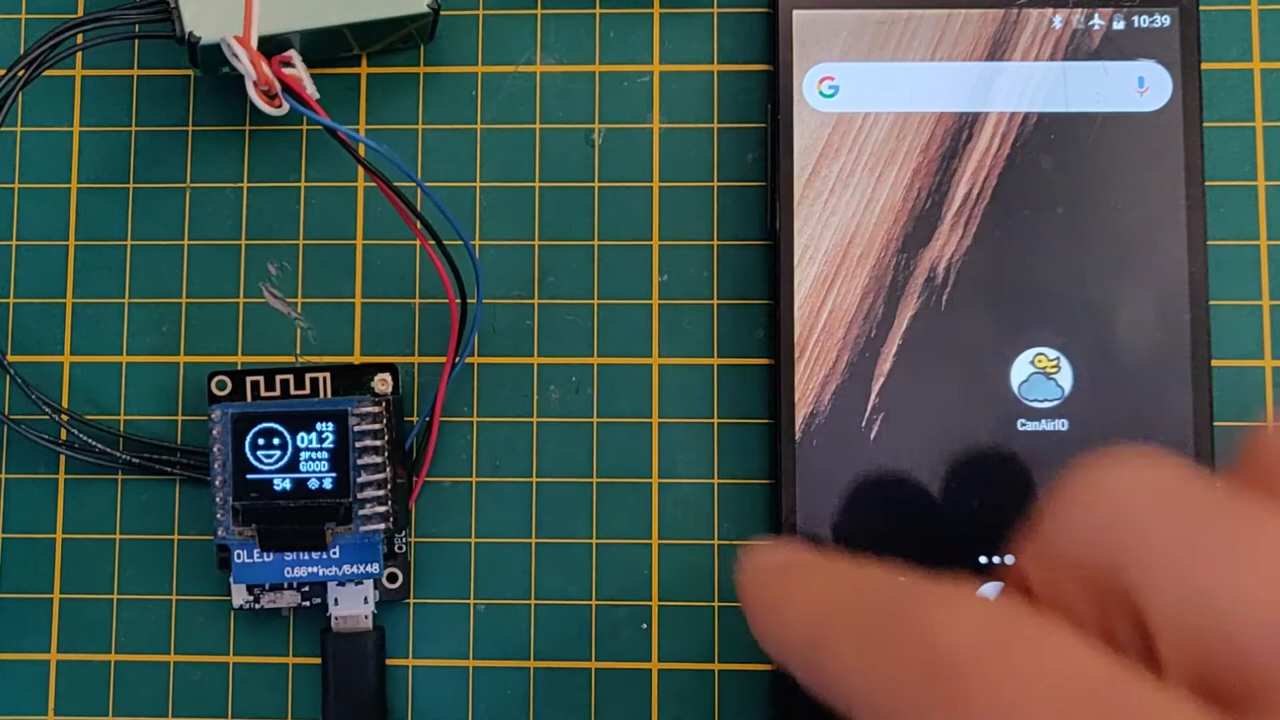 10:39
G
CanAirIO
012
012
green
GOOD
54
OLED Shield
0.66**inch/64X48